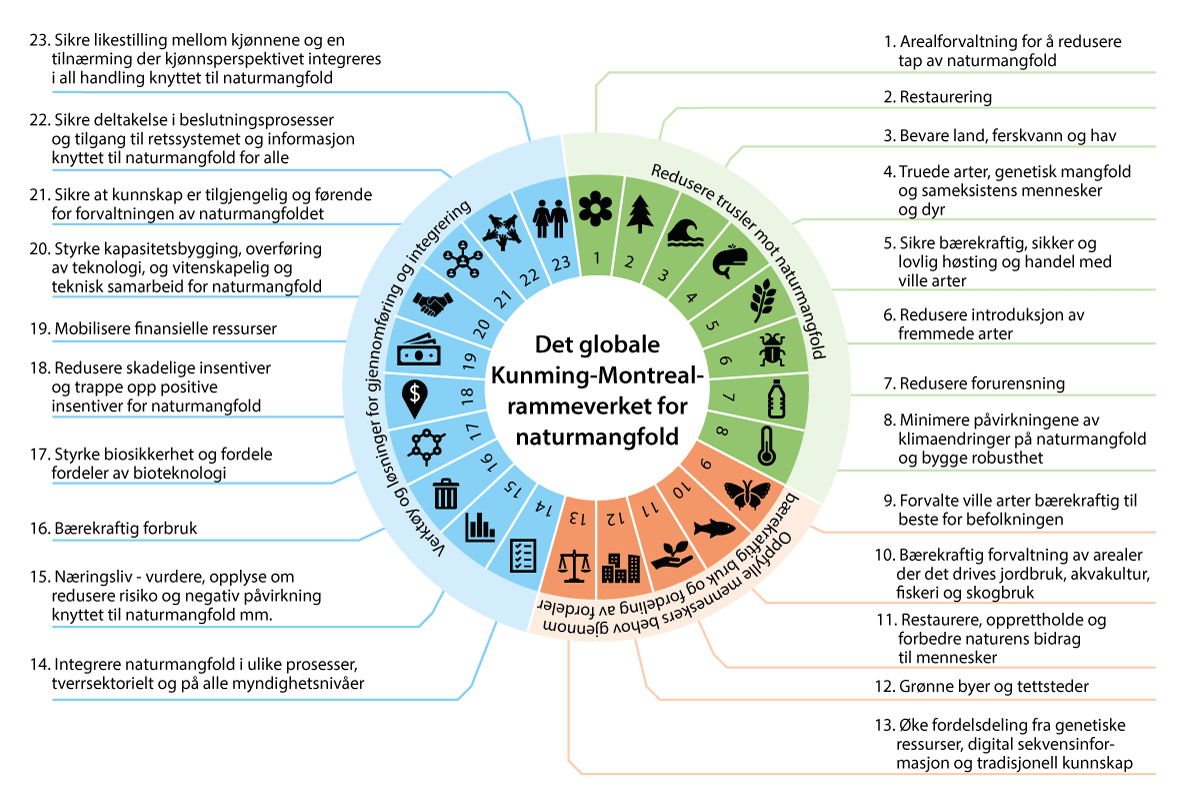 Det globale
Kunming-Montreal-
rammeverket for
naturmangfold
Redusere trusler mot naturmangfold
Oppfylle menneskers behov gjennom
bærekraftig bruk og fordeling av fordeler
Verktøy og løsninger for gjennomføring og integrering
1
2
3
4
5
6
7
8
9
10
11
12
13
14
15
16
17
18
19
20
21
22
23
$
1. Arealforvaltning for å redusere
tap av naturmangfold
2. Restaurering
3. Bevare land, ferskvann og hav
4. Truede arter, genetisk mangfold
og sameksistens mennesker
og dyr
5. Sikre bærekraftig, sikker og
lovlig høsting og handel med
ville arter
6. Redusere introduksjon av
fremmede arter
7. Redusere forurensning
8. Minimere påvirkningene av
klimaendringer på naturmangfold
og bygge robusthet
9. Forvalte ville arter bærekraftig til
beste for befolkningen
10. Bærekraftig forvaltning av arealer
der det drives jordbruk, akvakultur,
fiskeri og skogbruk
11. Restaurere, opprettholde og
forbedre naturens bidrag
til mennesker
12. Grønne byer og tettsteder
13. Øke fordelsdeling fra genetiske
ressurser, digital sekvensinfor-
masjon og tradisjonell kunnskap
14. Integrere naturmangfold i ulike prosesser,
tverrsektorielt og på alle myndighetsnivåer
15. Næringsliv - vurdere, opplyse om
redusere risiko og negativ påvirkning
knyttet til naturmangfold mm.
16. Bærekraftig forbruk
17. Styrke biosikkerhet og fordele
fordeler av bioteknologi
18. Redusere skadelige insentiver
og trappe opp positive
insentiver for naturmangfold
19. Mobilisere finansielle ressurser
20. Styrke kapasitetsbygging, overføring
av teknologi, og vitenskapelig og
teknisk samarbeid for naturmangfold
21. Sikre at kunnskap er tilgjengelig og førende
for forvaltningen av naturmangfoldet
22. Sikre deltakelse i beslutningsprosesser
og tilgang til retssystemet og informasjon
knyttet til naturmangfold for alle
23. Sikre likestilling mellom kjønnene og en
tilnærming der kjønnsperspektivet integreres
i all handling knyttet til naturmangfold